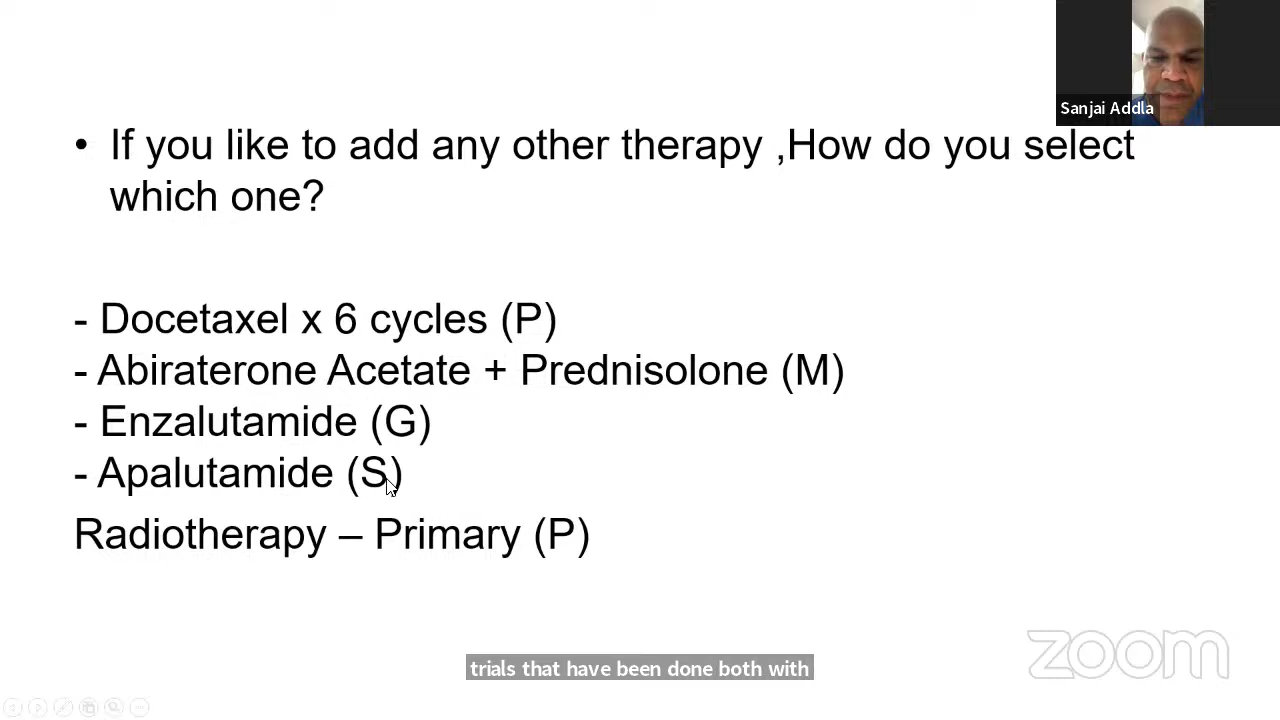 Sanjai Addla
• If you like to add any other therapy ,How do you select
which one?
- Docetaxel x 6 cycles (P)
- Abiraterone Acetate + Prednisolone (M)
- Enzalutamide (G)
- Apalutamide (S)
Radiotherapy – Primary (P)
zoom
trials that have been done both with